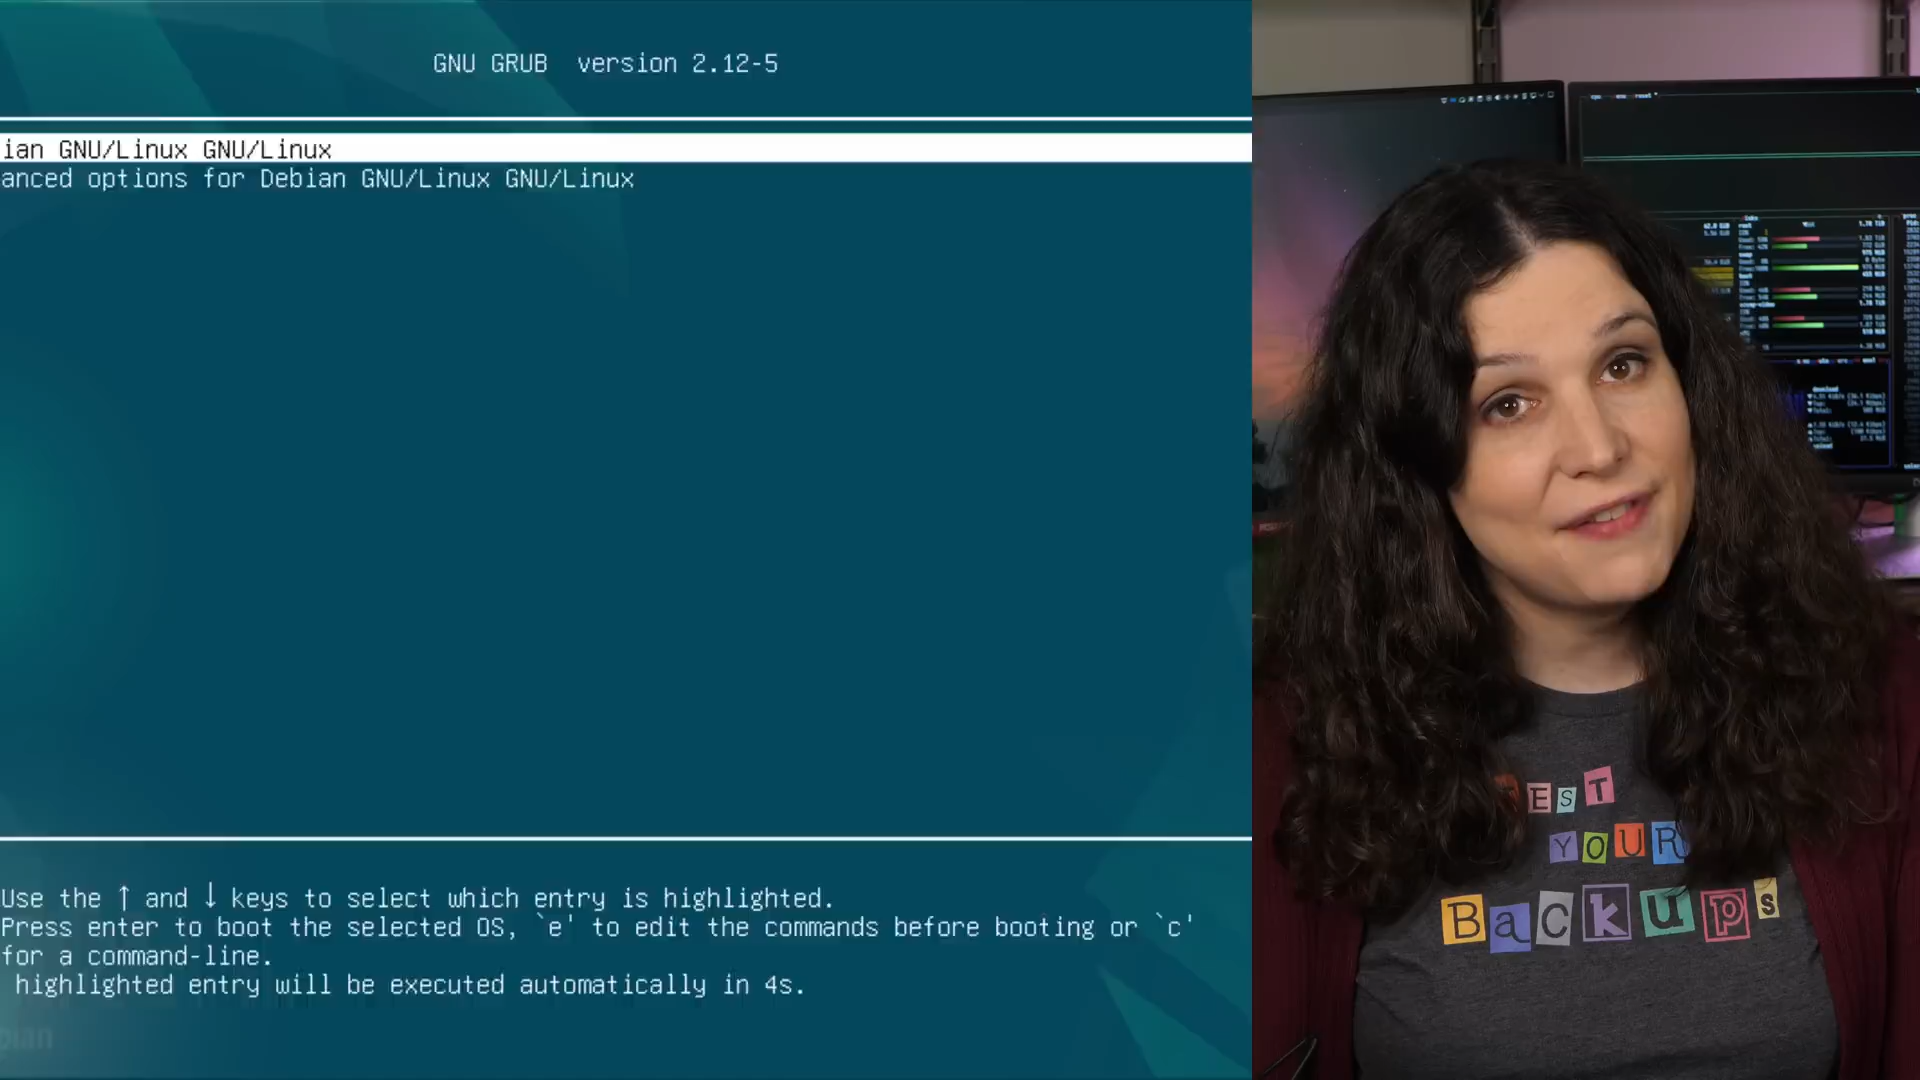 GNU GRUB version 2.12-5
ian GNU/Linux GNU/Linux
anced options for Debian GNU/Linux GNU/Linux
Use the ↑ and ↓ keys to select which entry is highlighted.
Press enter to boot the selected OS, `e' to edit the commands before booting or `c'
for a command-line.
highlighted entry will be executed automatically in 4s.
bian
EST
YOUR
BackUps